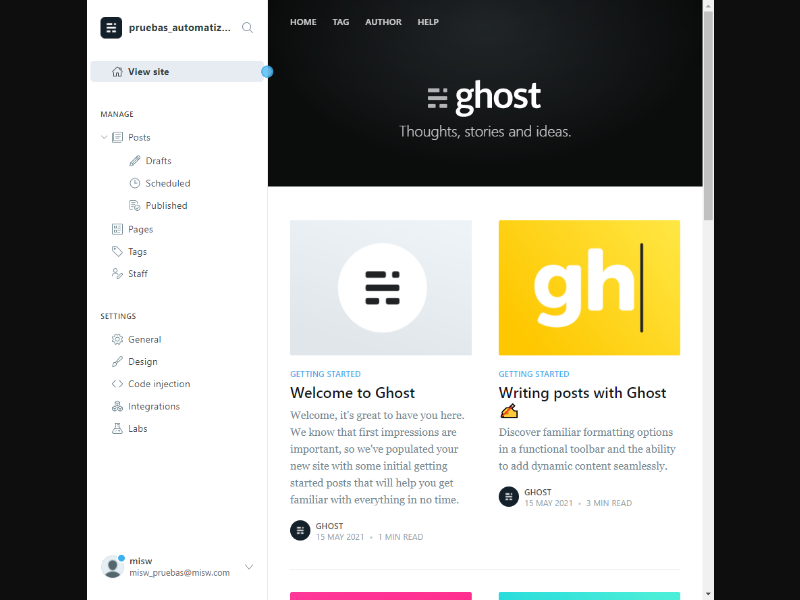 pruebas_automatiz...
View site
MANAGE
Posts
Drafts
Scheduled
Published
Pages
Tags
Staff
SETTINGS
General
Design
Code injection
Integrations
Labs
misw
misw_pruebas@misw.com
HOME TAG AUTHOR HELP
ghost
Thoughts, stories and ideas.
GETTING STARTED
Welcome to Ghost
Welcome, it's great to have you here.
We know that first impressions are
important, so we've populated your
new site with some initial getting
started posts that will help you get
familiar with everything in no time.
GHOST
15 MAY 2021 • 1 MIN READ
gh
GETTING STARTED
Writing posts with Ghost
✍️
Discover familiar formatting options
in a functional toolbar and the ability
to add dynamic content seamlessly.
GHOST
15 MAY 2021 • 3 MIN READ